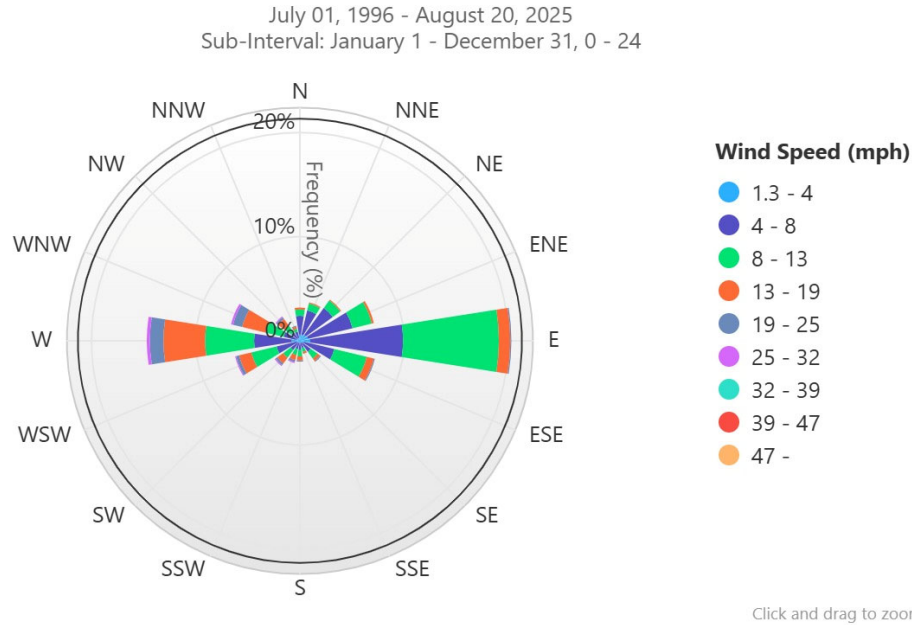 July 01, 1996 - August 20, 2025
Sub-Interval: January 1 - December 31, 0 - 24
N
NNW
NNE
20%
NW
NE
Frequency (%)
WNW
ENE
10%
W
0%
E
WSW
ESE
SW
SE
SSW
SSE
S
Wind Speed (mph)
1.3 - 4
4 - 8
8 - 13
13 - 19
19 - 25
25 - 32
32 - 39
39 - 47
47 -
Click and drag to zoor